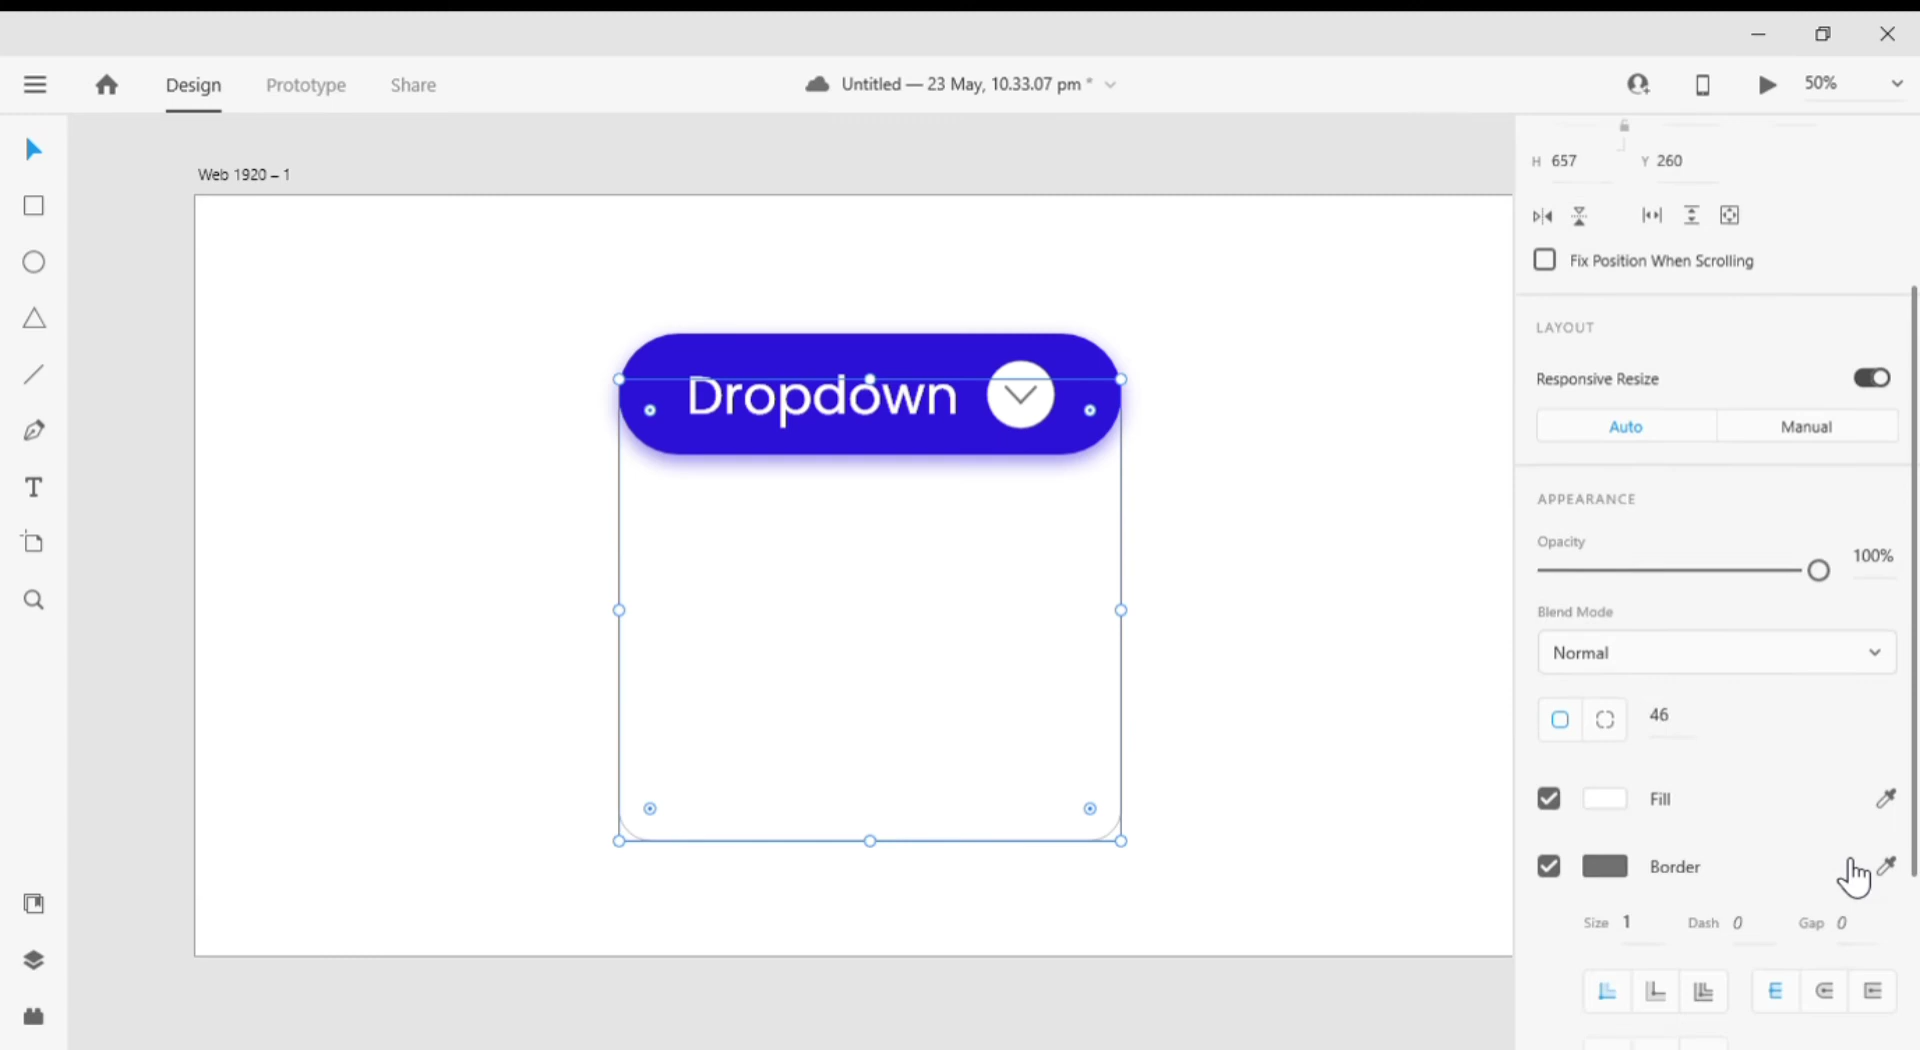 Design Prototype Share Untitled — 23 May, 10.33.07 pm * 50%
Web 1920 – 1
H 657 Y 260
Fix Position When Scrolling
LAYOUT
Responsive Resize
Auto Manual
APPEARANCE
Opacity
100%
Blend Mode
Normal
46
Fill
Border
Size 1 Dash 0 Gap 0
Dropdown